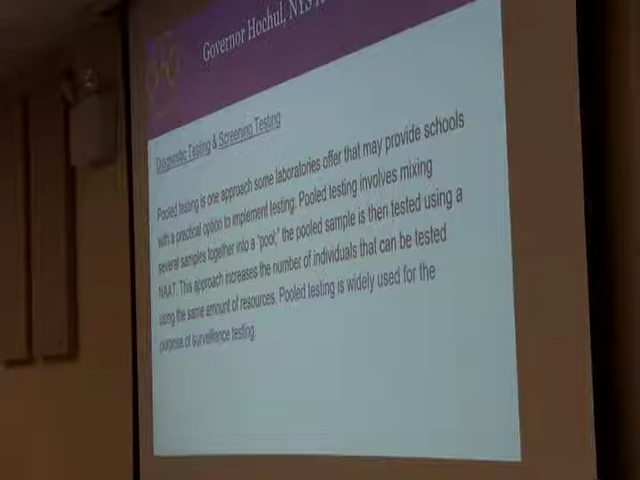 Governor Hochul, NYS
Diagnostic Testing & Screening Testing
Pooled testing is one approach some laboratories offer that may provide schools
with a practical option to implement testing. Pooled testing involves mixing
several samples together into a "pool," the pooled sample is then tested using a
NAAT. This approach increases the number of individuals that can be tested
using the same amount of resources. Pooled testing is widely used for the
purpose of surveillance testing.